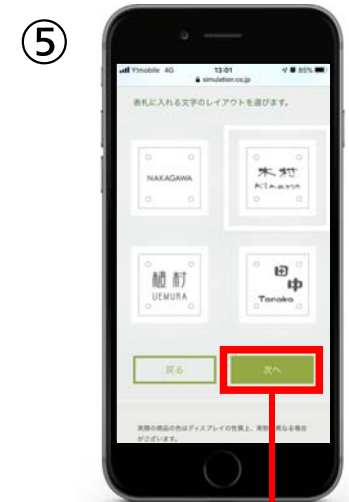 ⑤
Y!mobile 4G 13:01 85%
simulation.co.jp
表札に入れる文字のレイアウトを選びます。
NAKAGAWA
木村
Kimura
植村
UEMURA
田中
Tanaka
戻る
次へ
実際の商品の色はディスプレイの性質上、実物と異なる場合
がございます。